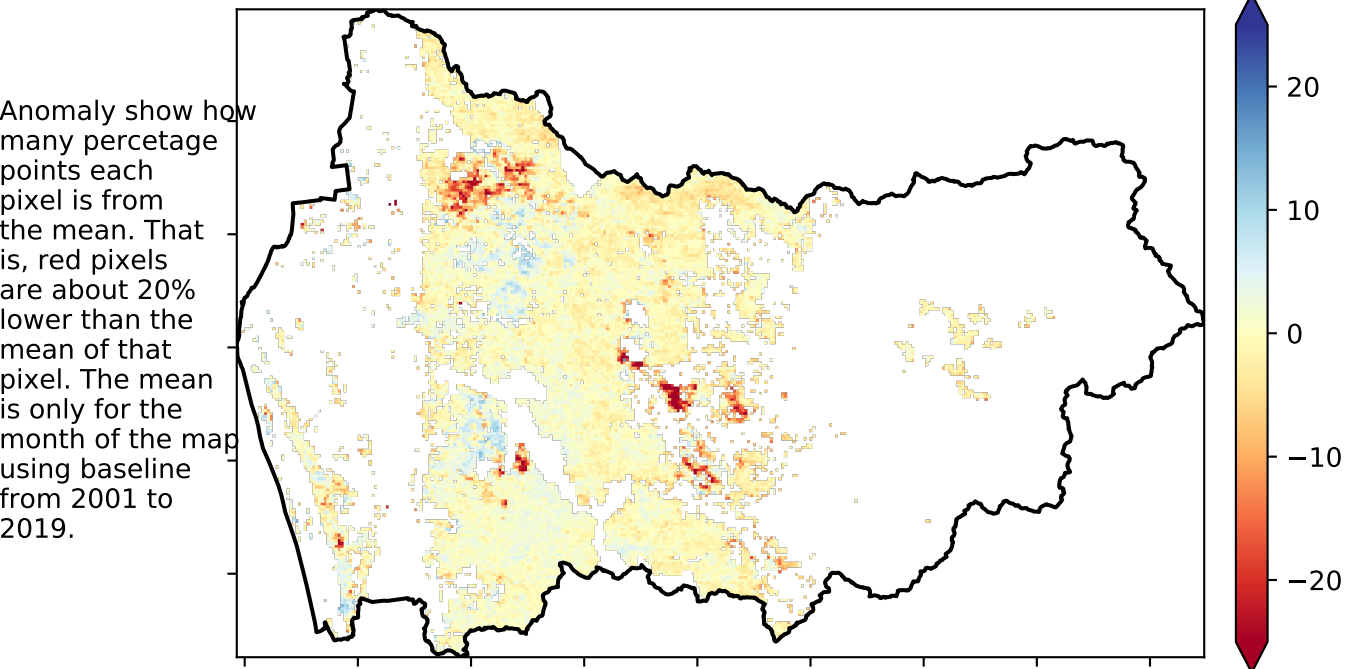 Anomaly show how
many percetage
points each
pixel is from
the mean. That
is, red pixels
are about 20%
lower than the
mean of that
pixel. The mean
is only for the
month of the map
using baseline
from 2001 to
2019.
20
10
0
−10
−20